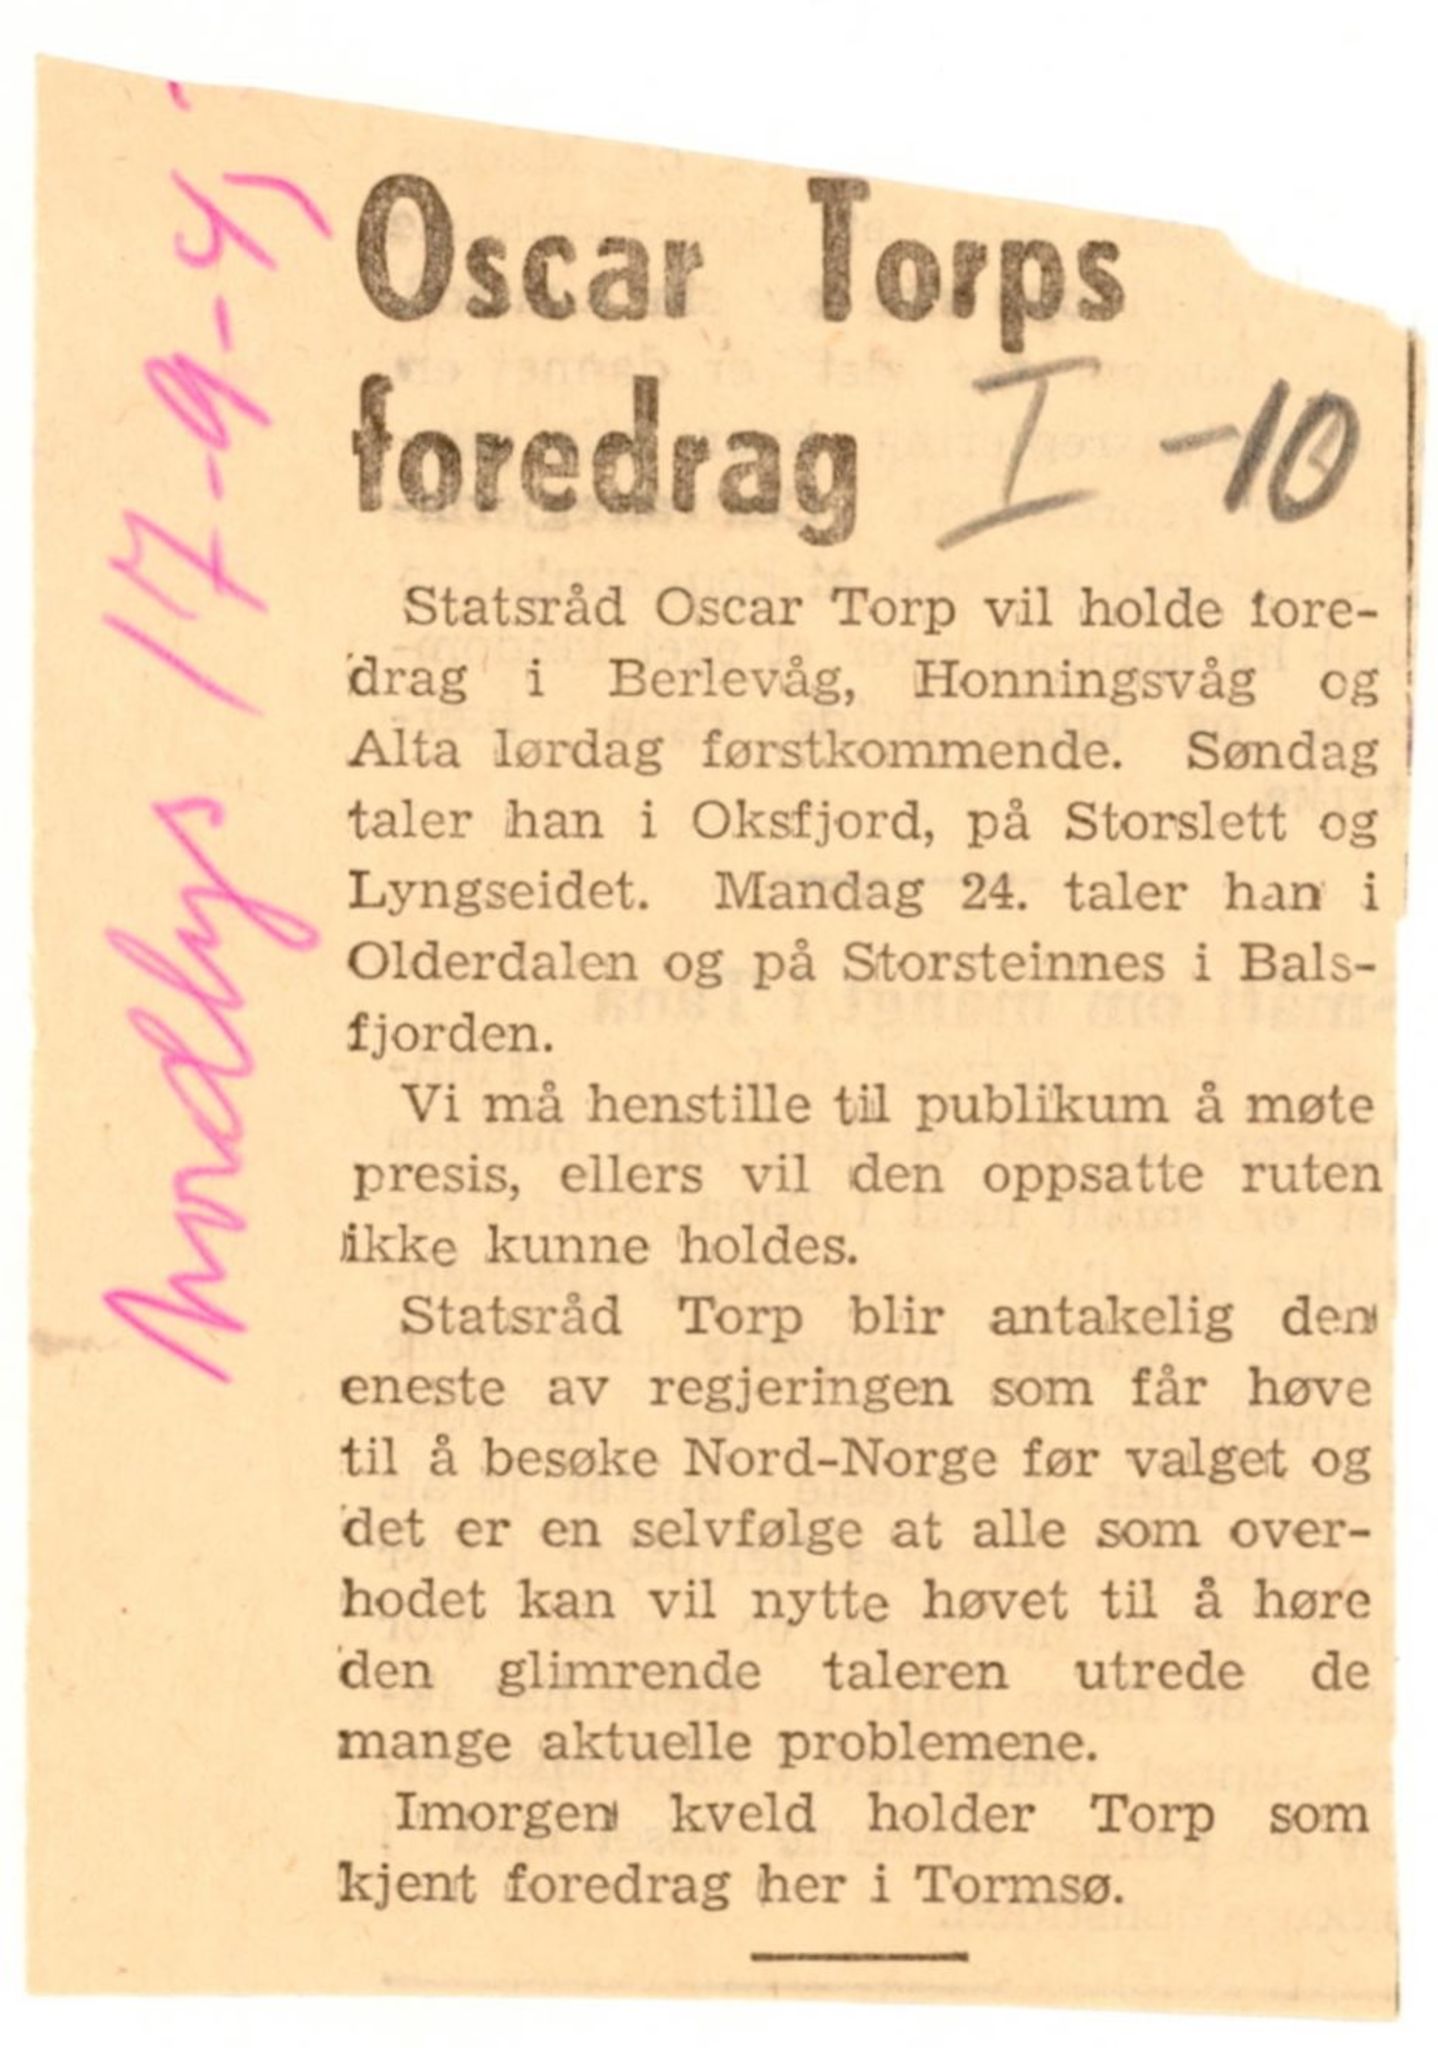 Nordlys 17-9-45
Oscar Torps
foredrag I -10
Statsråd Oscar Torp vil holde fore-
drag i Berlevåg, Honningsvåg og
Alta lørdag førstkommende. Søndag
taler han i Oksfjord, på Storslett og
Lyngseidet. Mandag 24. taler han i
Olderdalen og på Storsteinnes i Bals-
fjorden.
Vi må henstille til publikum å møte
presis, ellers vil den oppsatte ruten
ikke kunne holdes.
Statsråd Torp blir antakelig den
eneste av regjeringen som får høve
til å besøke Nord-Norge før valget og
det er en selvfølge at alle som over-
hodet kan vil nytte høvet til å høre
den glimrende taleren utrede de
mange aktuelle problemene.
Imorgen kveld holder Torp som
kjent foredrag her i Tormsø.